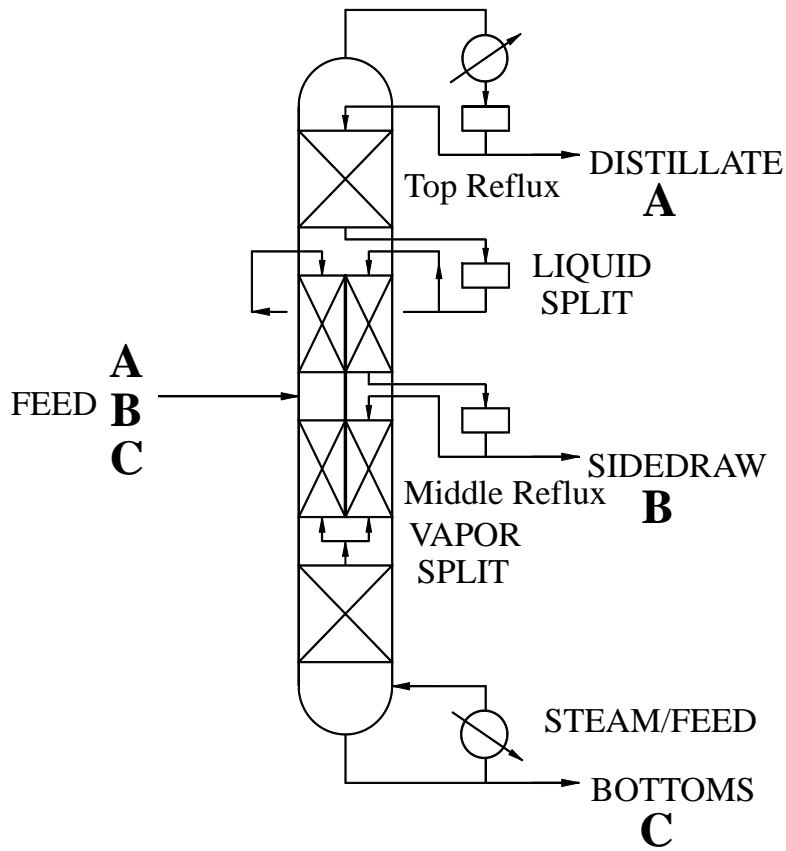 DISTILLATE
A
Top Reflux
LIQUID
SPLIT
A
FEED B
C
SIDEDRAW
B
Middle Reflux
VAPOR
SPLIT
STEAM/FEED
BOTTOMS
C